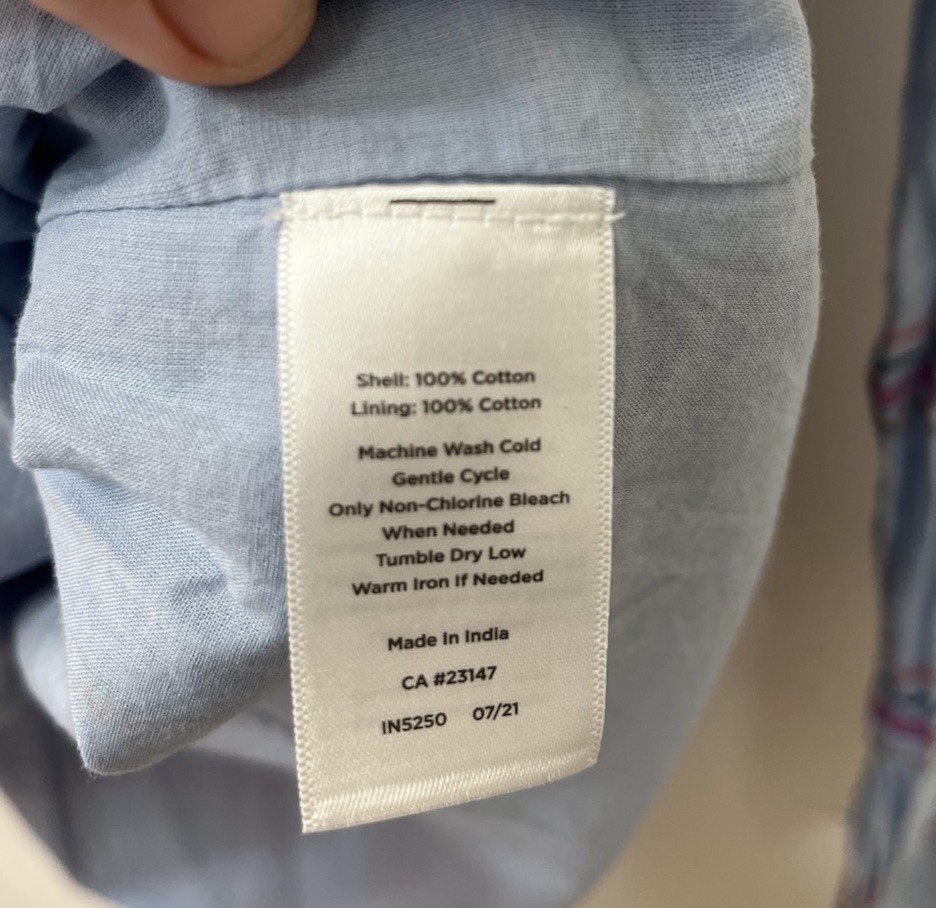 Shell: 100% Cotton
Lining: 100% Cotton
Machine Wash Cold
Gentle Cycle
Only Non-Chlorine Bleach
When Needed
Tumble Dry Low
Warm Iron If Needed
Made In India
CA #23147
IN5250 07/21